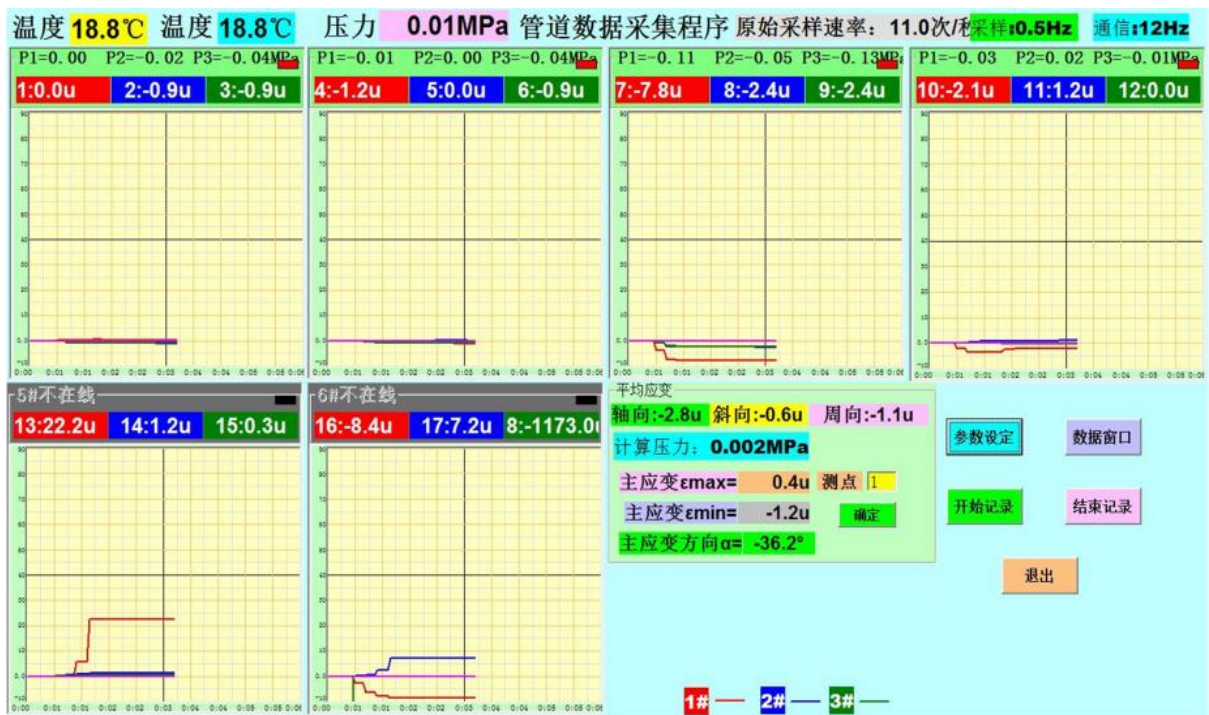 温度 18.8℃ 温度 18.8℃ 压力 0.01MPa 管道数据采集程序 原始采样速率: 11.0次/秒 采样:0.5Hz 通信:12Hz
P1=0.00 P2=-0.02 P3=-0.04MPa
1:0.0u 2:-0.9u 3:-0.9u
P1=-0.01 P2=0.00 P3=-0.04MPa
4:-1.2u 5:0.0u 6:-0.9u
P1=-0.11 P2=-0.05 P3=-0.13MPa
7:-7.8u 8:-2.4u 9:-2.4u
P1=-0.03 P2=0.02 P3=-0.01MPa
10:-2.1u 11:1.2u 12:0.0u
5#不在线
13:22.2u 14:1.2u 15:0.3u
6#不在线
16:-8.4u 17:7.2u 8:-1173.0
平均应变
轴向:-2.8u 斜向:-0.6u 周向:-1.1u
计算压力: 0.002MPa
主应变εmax= 0.4u 测点 1
主应变εmin= -1.2u 确定
主应变方向α= -36.2°
参数设定 数据窗口
开始记录 结束记录
退出
1# 2# 3#